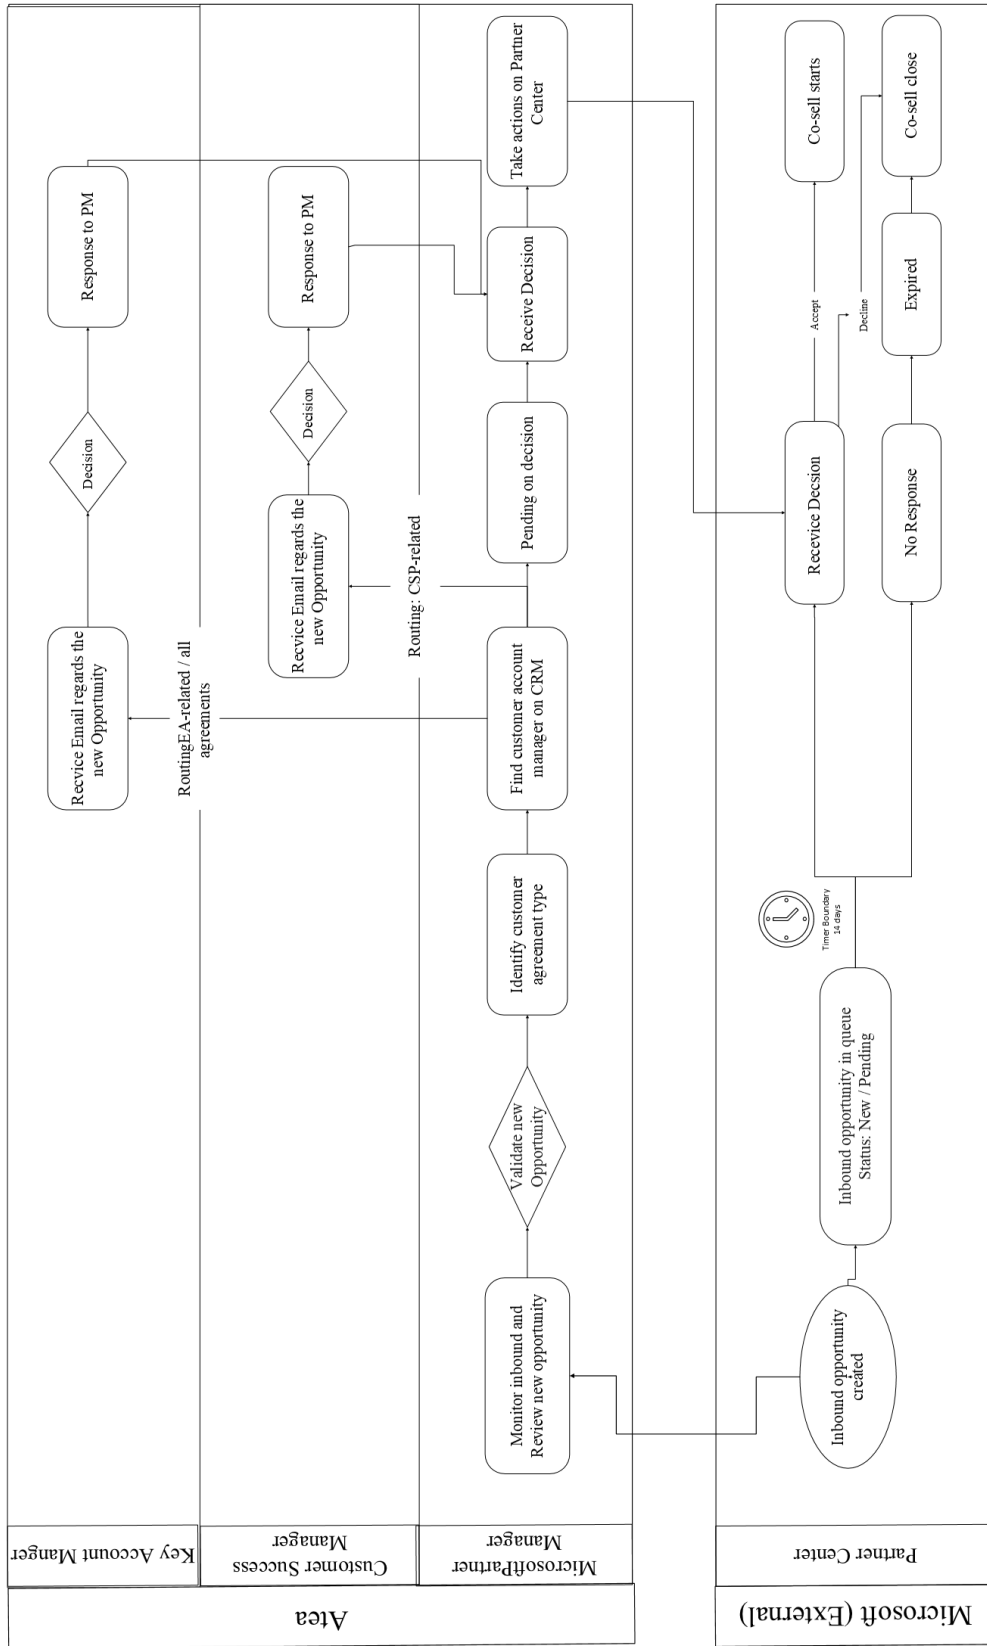 Atea
Key Account Manger
Recvice Email regards the
new Opportunity
Decision
Response to PM
RoutingEA-related / all
agreements
Customer Success
Manager
Recvice Email regards the
new Opportunity
Decision
Response to PM
Routing: CSP-related
MicrosoftPartner
Manager
Monitor inbound and
Review new opportunity
Validate new
Opportunity
Identify customer
agreement type
Find customer account
manager on CRM
Pending on decision
Receive Decision
Take actions on Partner
Center
Microsoft (External)
Partner Center
Inbound opportunity
created
Inbound opportunity in queue
Status: New / Pending
Timer Boundary
14 days
Recevice Decsion
Accept
Co-sell starts
Decline
No Response
Expired
Co-sell close